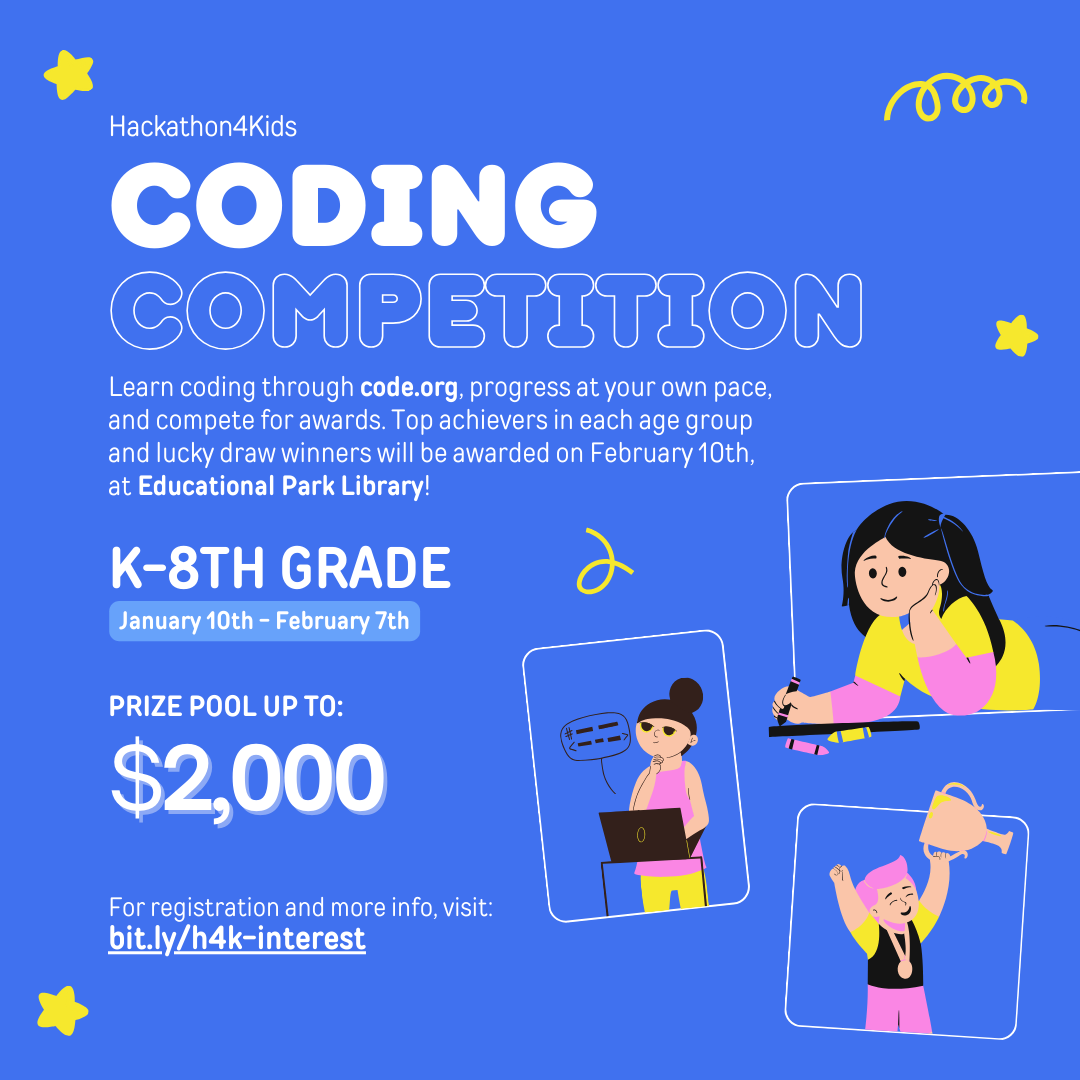 Hackathon4Kids
CODING
COMPETITION
Learn coding through code.org, progress at your own pace,
and compete for awards. Top achievers in each age group
and lucky draw winners will be awarded on February 10th,
at Educational Park Library!
K-8TH GRADE
January 10th - February 7th
PRIZE POOL UP TO:
$2,000
For registration and more info, visit:
bit.ly/h4k-interest